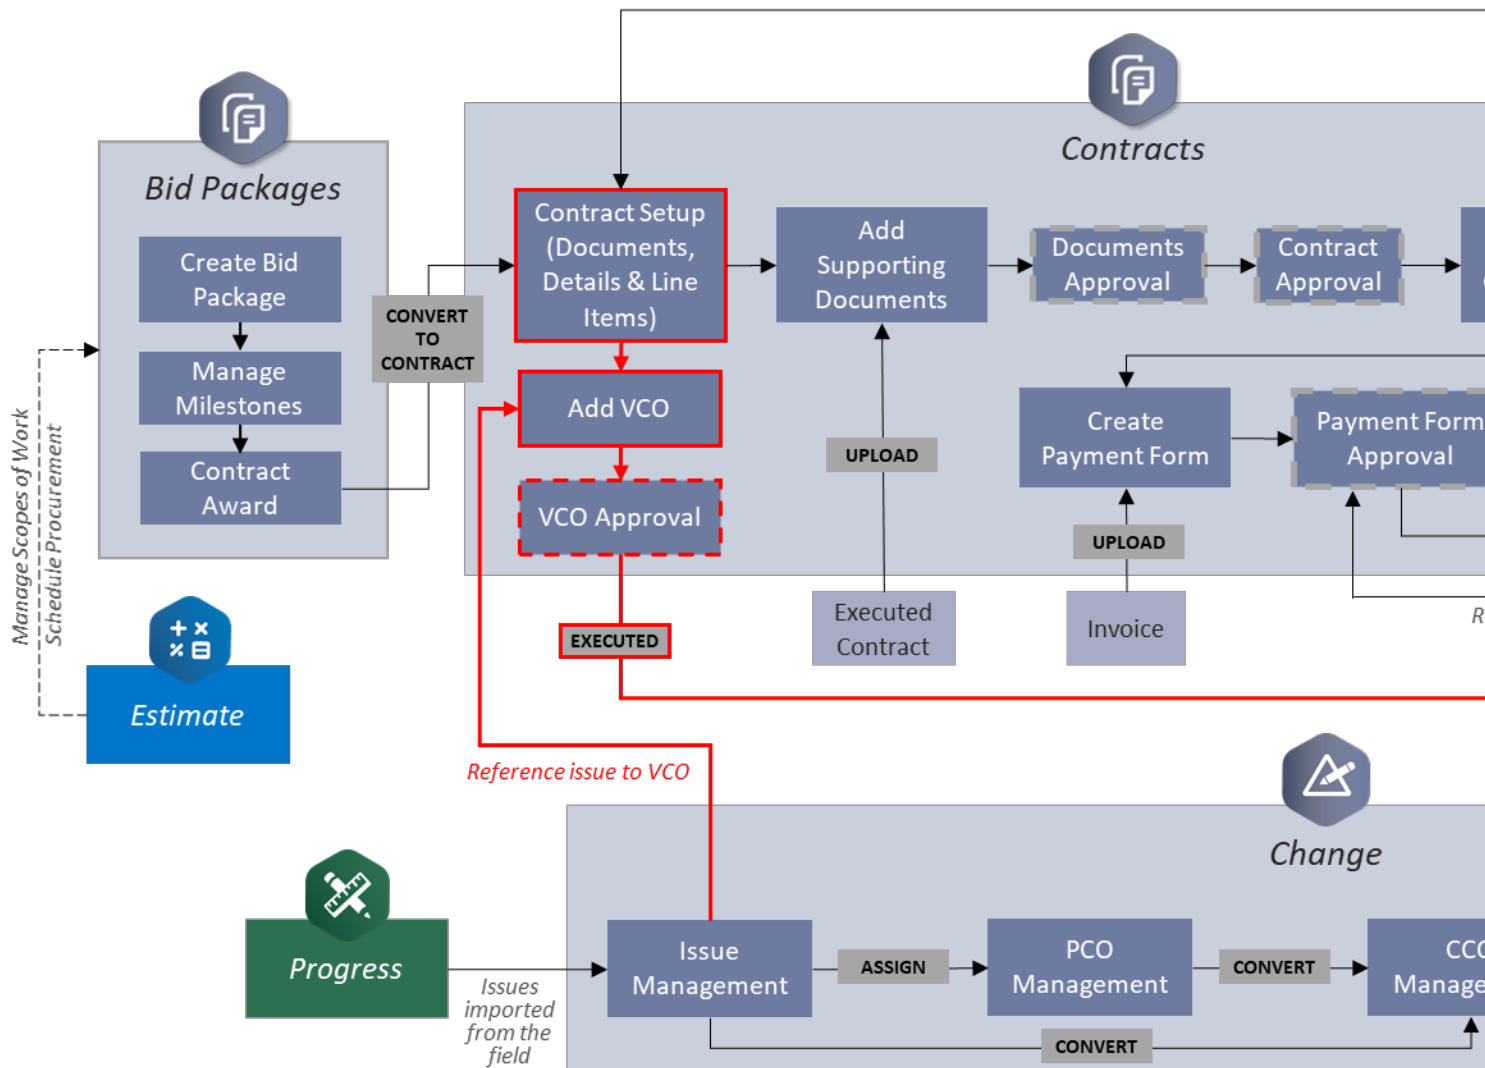 Contracts
Bid Packages
Create Bid
Package
Manage
Milestones
Contract
Award
CONVERT
TO
CONTRACT
Contract Setup
(Documents,
Details & Line
Items)
Add
Supporting
Documents
Documents
Approval
Contract
Approval
Add VCO
VCO Approval
UPLOAD
Create
Payment Form
Payment Form
Approval
UPLOAD
EXECUTED
Executed
Contract
Invoice
Manage Scopes of Work
Schedule Procurement
Estimate
Reference issue to VCO
Change
Progress
Issues
imported
from the
field
Issue
Management
ASSIGN
PCO
Management
CONVERT
CONVERT